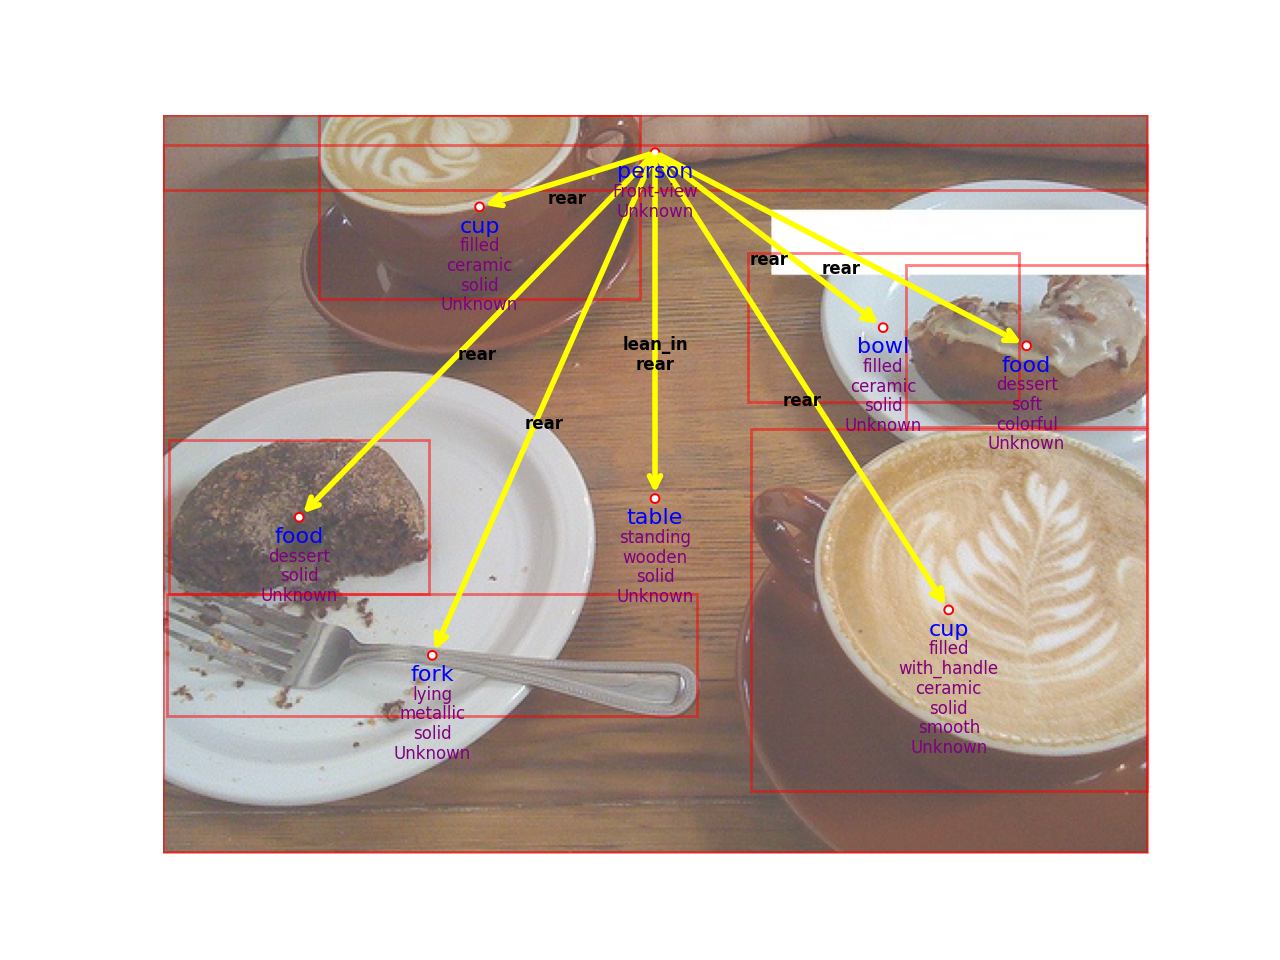 person
front-view
Unknown
rear
cup
filled
ceramic
solid
Unknown
rear
rear
lean_in
rear
rear
bowl
filled
ceramic
solid
Unknown
food
dessert
soft
colorful
Unknown
rear
rear
food
dessert
solid
Unknown
table
standing
wooden
solid
Unknown
cup
filled
with_handle
ceramic
solid
smooth
Unknown
fork
lying
metallic
solid
Unknown